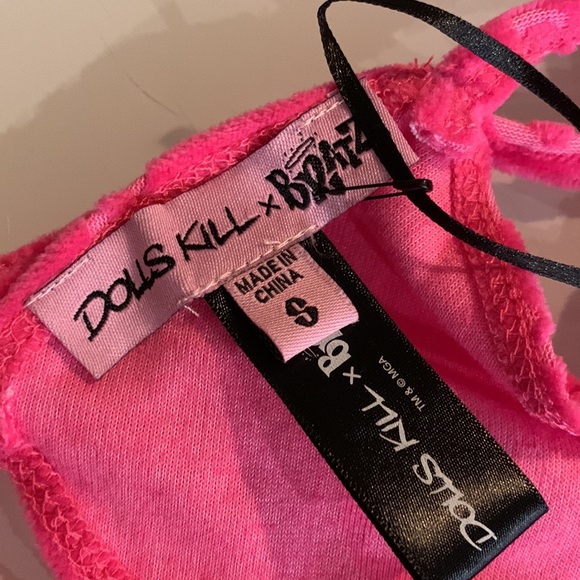 DOLLS KILL × BRATZ
MADE IN
CHINA
S
DOLLS KILL ×
TM & © MGA